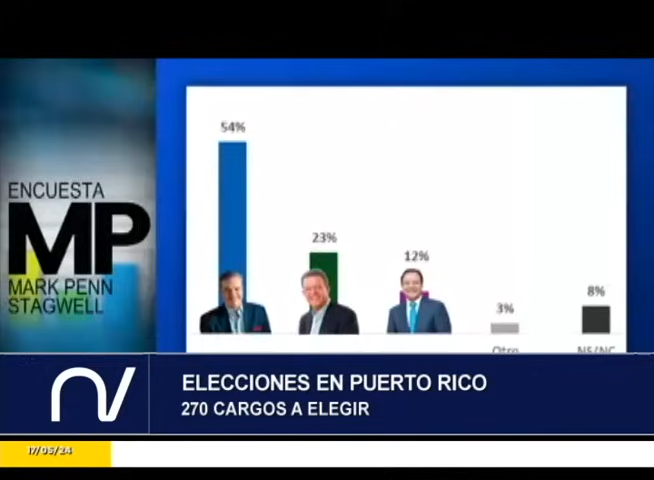 54%
23%
12%
3%
8%
Otro
NS/NC
ENCUESTA
MP
MARK PENN
STAGWELL
ELECCIONES EN PUERTO RICO
270 CARGOS A ELEGIR
17/05/24